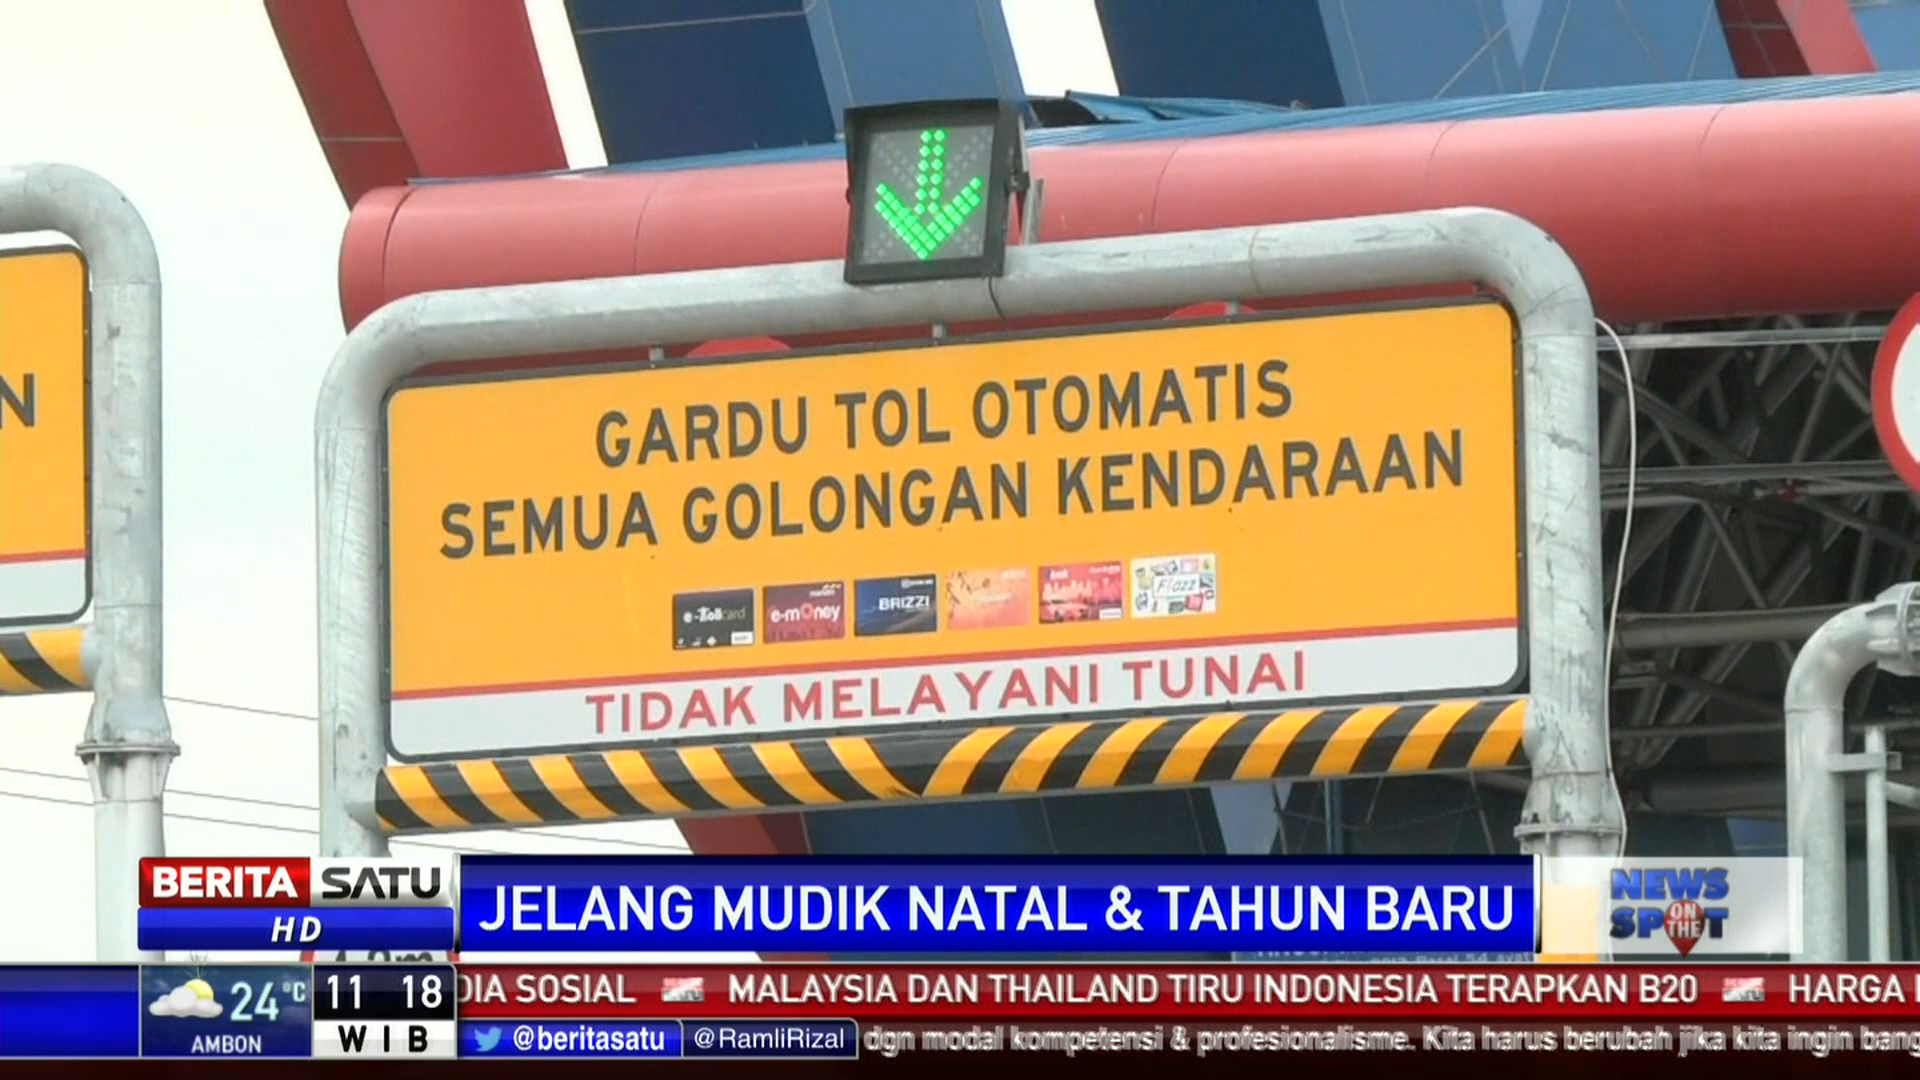 N
GARDU TOL OTOMATIS
SEMUA GOLONGAN KENDARAAN
e-Tollcard
mandiri
e-money
BRIZZI
Flazz
TIDAK MELAYANI TUNAI
BERITA SATU
HD
JELANG MUDIK NATAL & TAHUN BARU
NEWS
ON THE
SPOT
24°C
AMBON
11 18
WIB
DIA SOSIAL MALAYSIA DAN THAILAND TIRU INDONESIA TERAPKAN B20 HARGA
@beritasatu @RamliRizal dgn modal kompetensi & profesionalisme. Kita harus berubah jika kita ingin bang